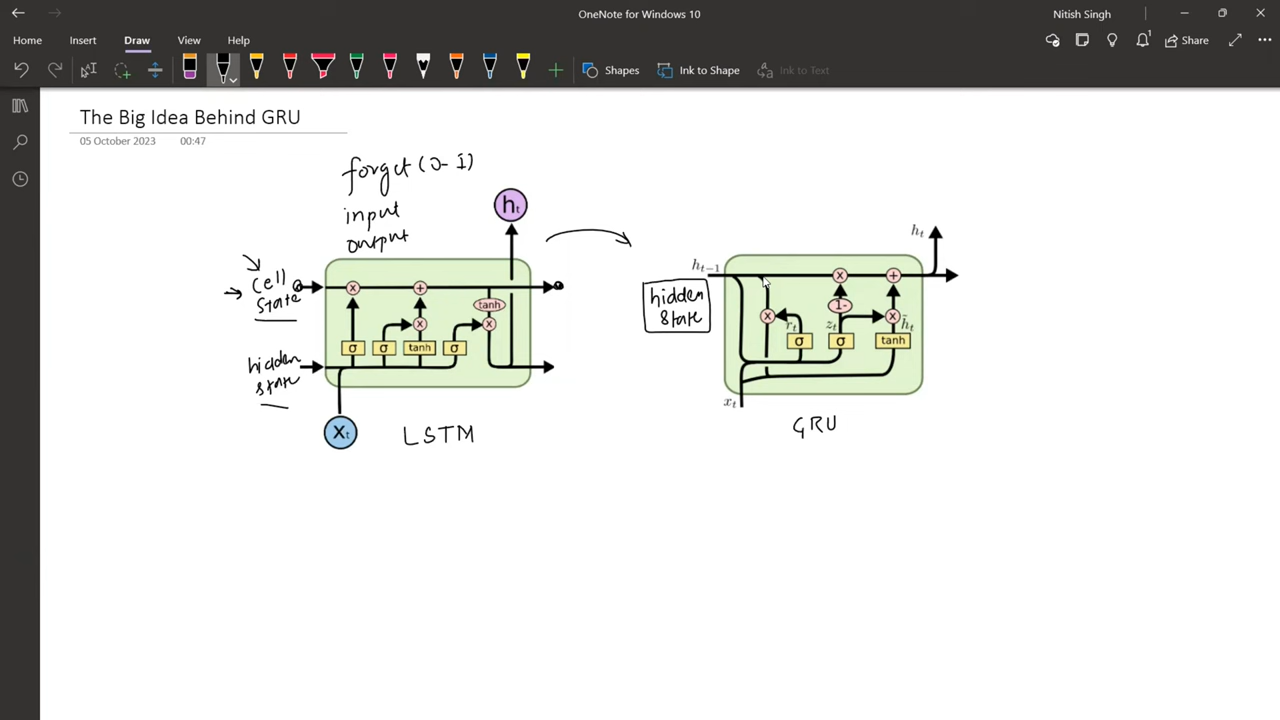 OneNote for Windows 10
Nitish Singh
Home
Insert
Draw
View
Help
Share
Shapes
Ink to Shape
Ink to Text
The Big Idea Behind GRU
05 October 2023
00:47
forget (0-1)
input
output
ht
Cell
State
hidden
state
x
+
tanh
x
x
σ
σ
tanh
σ
Xt
LSTM
ht-1
hidden
State
ht
x
+
1-
x
rt
zt
x
h̃t
σ
σ
tanh
xt
GRU